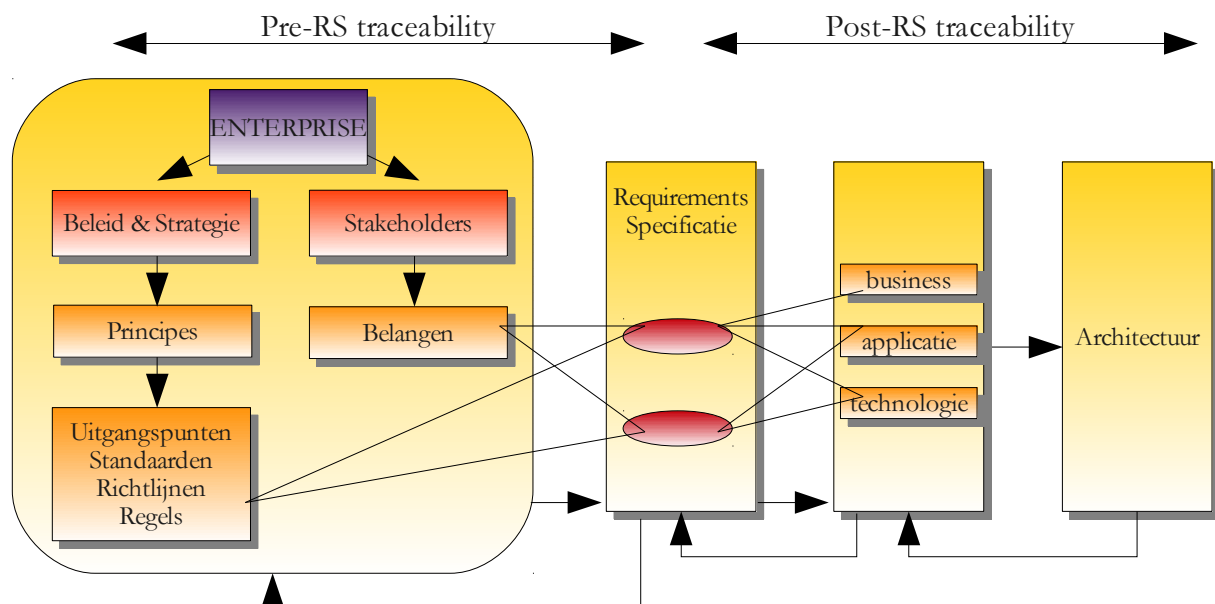 Pre-RS traceability
Post-RS traceability
ENTERPRISE
Beleid & Strategie
Stakeholders
Principes
Belangen
Uitgangspunten
Standaarden
Richtlijnen
Regels
Requirements
Specificatie
business
applicatie
technologie
Architectuur